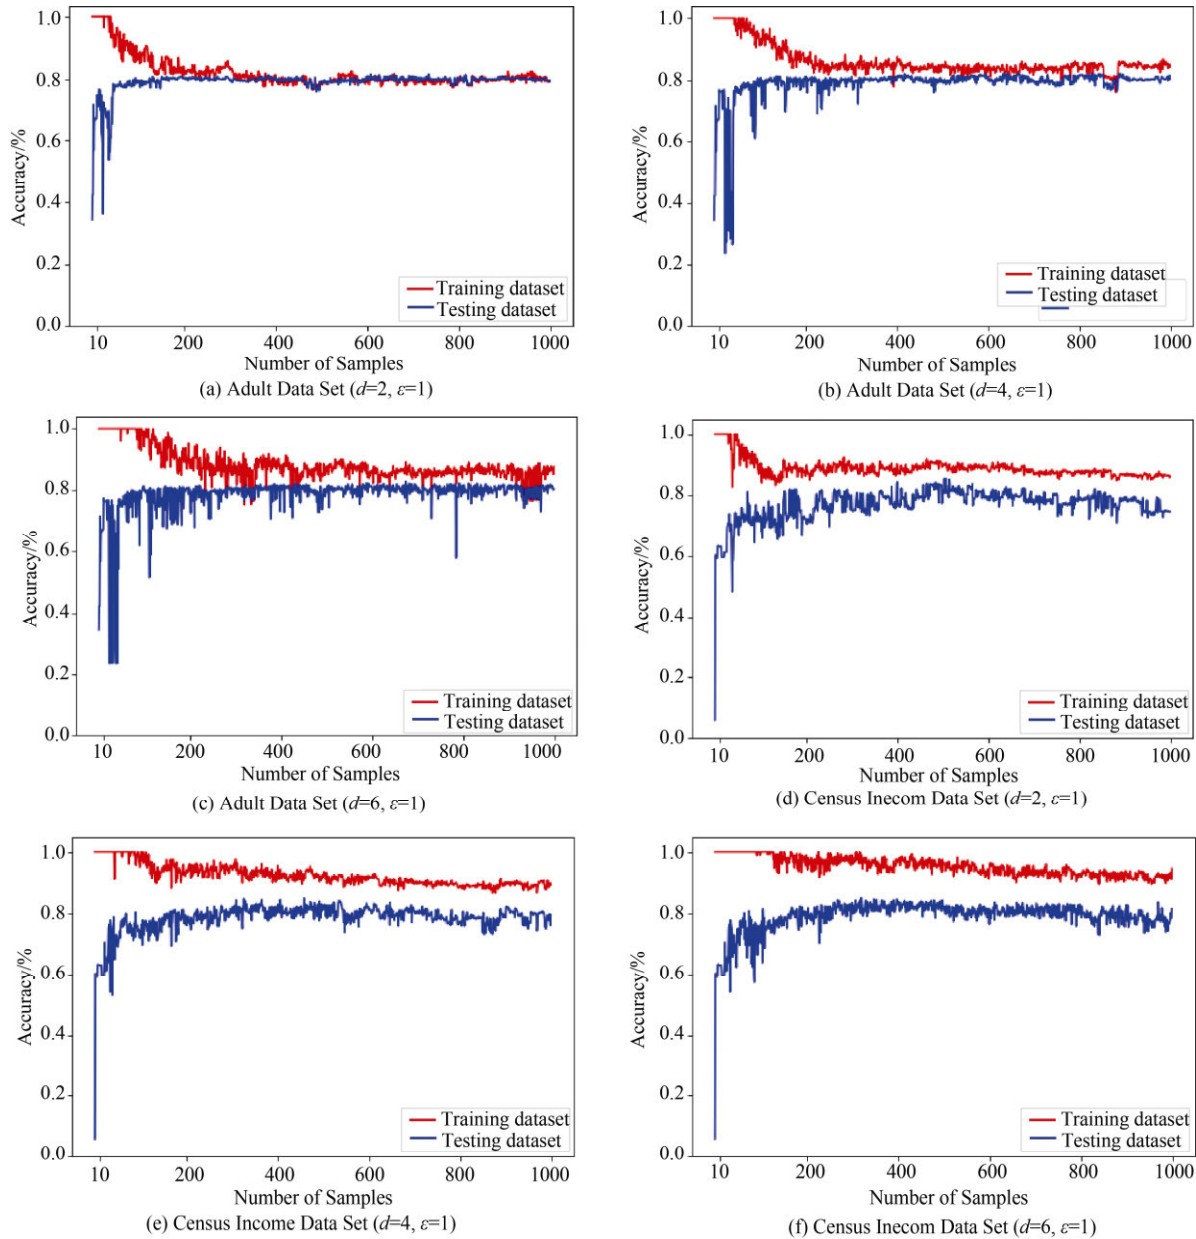 1.0
0.8
0.6
0.4
0.2
0.0
Accuracy/%
Training dataset
Testing dataset
10 200 400 600 800 1000
Number of Samples
(a) Adult Data Set (d=2, ε=1)
1.0
0.8
0.6
0.4
0.2
0.0
Accuracy/%
Training dataset
Testing dataset
10 200 400 600 800 1000
Number of Samples
(b) Adult Data Set (d=4, ε=1)
1.0
0.8
0.6
0.4
0.2
0.0
Accuracy/%
Training dataset
Testing dataset
10 200 400 600 780 1000
Number of Samples
(c) Adult Data Set (d=6, ε=1)
1.0
0.8
0.6
0.4
0.2
0.0
Accuracy/%
Training dataset
Testing dataset
10 200 400 600 800 1000
Number of Samples
(d) Census Inecom Data Set (d=2, ε=1)
1.0
0.8
0.6
0.4
0.2
0.0
Accuracy/%
Training dataset
Testing dataset
10 200 400 600 800 1000
Number of Samples
(e) Census Income Data Set (d=4, ε=1)
1.0
0.8
0.6
0.4
0.2
0.0
Accuracy/%
Training dataset
Testing dataset
10 200 400 600 800 1000
Number of Samples
(f) Census Inecom Data Set (d=6, ε=1)